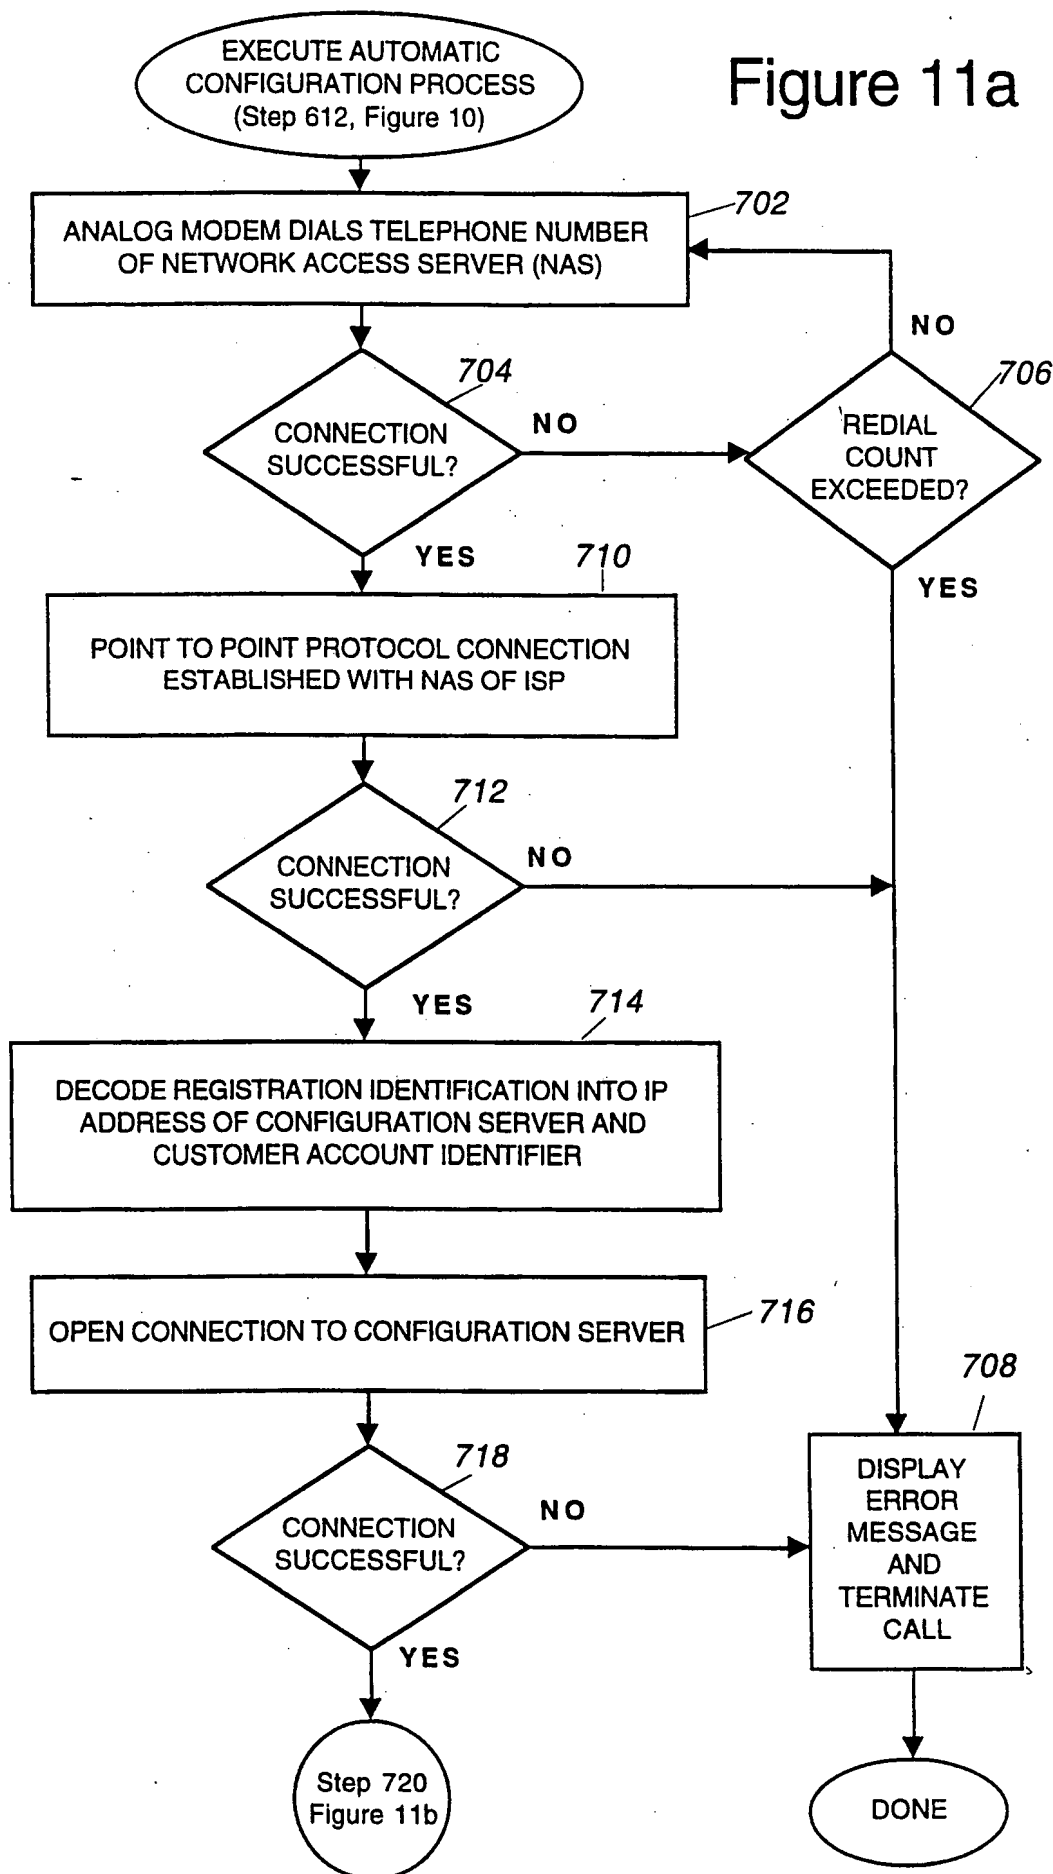 EXECUTE AUTOMATIC
CONFIGURATION PROCESS
(Step 612, Figure 10)
Figure 11a
702
ANALOG MODEM DIALS TELEPHONE NUMBER
OF NETWORK ACCESS SERVER (NAS)
NO
704
706
CONNECTION
SUCCESSFUL?
NO
REDIAL
COUNT
EXCEEDED?
YES
710
YES
POINT TO POINT PROTOCOL CONNECTION
ESTABLISHED WITH NAS OF ISP
712
CONNECTION
SUCCESSFUL?
NO
YES
714
DECODE REGISTRATION IDENTIFICATION INTO IP
ADDRESS OF CONFIGURATION SERVER AND
CUSTOMER ACCOUNT IDENTIFIER
OPEN CONNECTION TO CONFIGURATION SERVER
716
708
718
CONNECTION
SUCCESSFUL?
NO
DISPLAY
ERROR
MESSAGE
AND
TERMINATE
CALL
YES
Step 720
Figure 11b
DONE